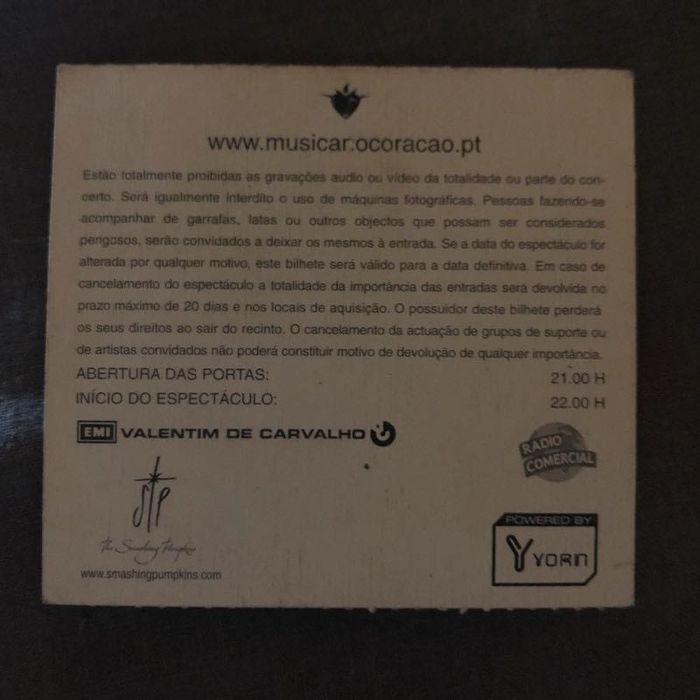 www.musicar.ocoracao.pt
Estão totalmente proibidas as gravações audio ou vídeo da totalidade ou parte do con-
certo. Será igualmente interdito o uso de máquinas fotográficas. Pessoas fazendo-se
acompanhar de garrafas, latas ou outros objectos que possam ser considerados
perigosos, serão convidados a deixar os mesmos à entrada. Se a data do espectáculo for
alterada por qualquer motivo, este bilhete será válido para a data definitiva. Em caso de
cancelamento do espectáculo a totalidade da importância das entradas será devolvida no
prazo máximo de 20 dias e nos locais de aquisição. O possuidor deste bilhete perderá
os seus direitos ao sair do recinto. O cancelamento da actuação de grupos de suporte ou
de artistas convidados não poderá constituir motivo de devolução de qualquer importância.
ABERTURA DAS PORTAS: 21.00 H
INÍCIO DO ESPECTÁCULO: 22.00 H
EMI VALENTIM DE CARVALHO
RADIO
COMERCIAL
STP
The Smashing Pumpkins
www.smashingpumpkins.com
POWERED BY
Y YORN